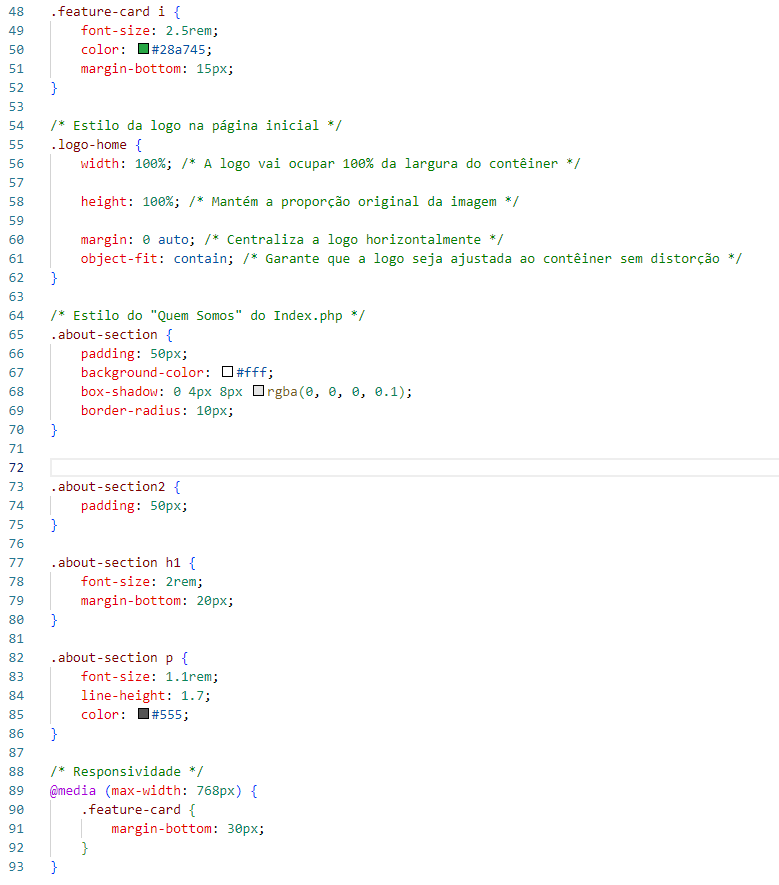 48 .feature-card i {
49     font-size: 2.5rem;
50     color: #28a745;
51     margin-bottom: 15px;
52 }
53
54 /* Estilo da logo na página inicial */
55 .logo-home {
56     width: 100%; /* A logo vai ocupar 100% da largura do contêiner */
57
58     height: 100%; /* Mantém a proporção original da imagem */
59
60     margin: 0 auto; /* Centraliza a logo horizontalmente */
61     object-fit: contain; /* Garante que a logo seja ajustada ao contêiner sem distorção */
62 }
63
64 /* Estilo do "Quem Somos" do Index.php */
65 .about-section {
66     padding: 50px;
67     background-color: #fff;
68     box-shadow: 0 4px 8px rgba(0, 0, 0, 0.1);
69     border-radius: 10px;
70 }
71
72
73 .about-section2 {
74     padding: 50px;
75 }
76
77 .about-section h1 {
78     font-size: 2rem;
79     margin-bottom: 20px;
80 }
81
82 .about-section p {
83     font-size: 1.1rem;
84     line-height: 1.7;
85     color: #555;
86 }
87
88 /* Responsividade */
89 @media (max-width: 768px) {
90     .feature-card {
91         margin-bottom: 30px;
92     }
93 }